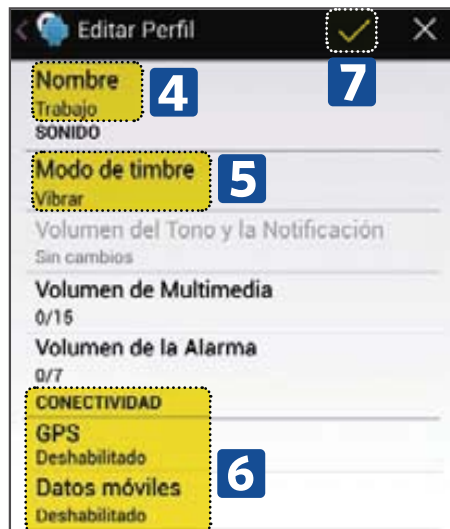 Editar Perfil
7
Nombre
4
Trabajo
SONIDO
Modo de timbre
5
Vibrar
Volumen del Tono y la Notificación
Sin cambios
Volumen de Multimedia
0/15
Volumen de la Alarma
0/7
CONECTIVIDAD
GPS
Deshabilitado
6
Datos móviles
Deshabilitado